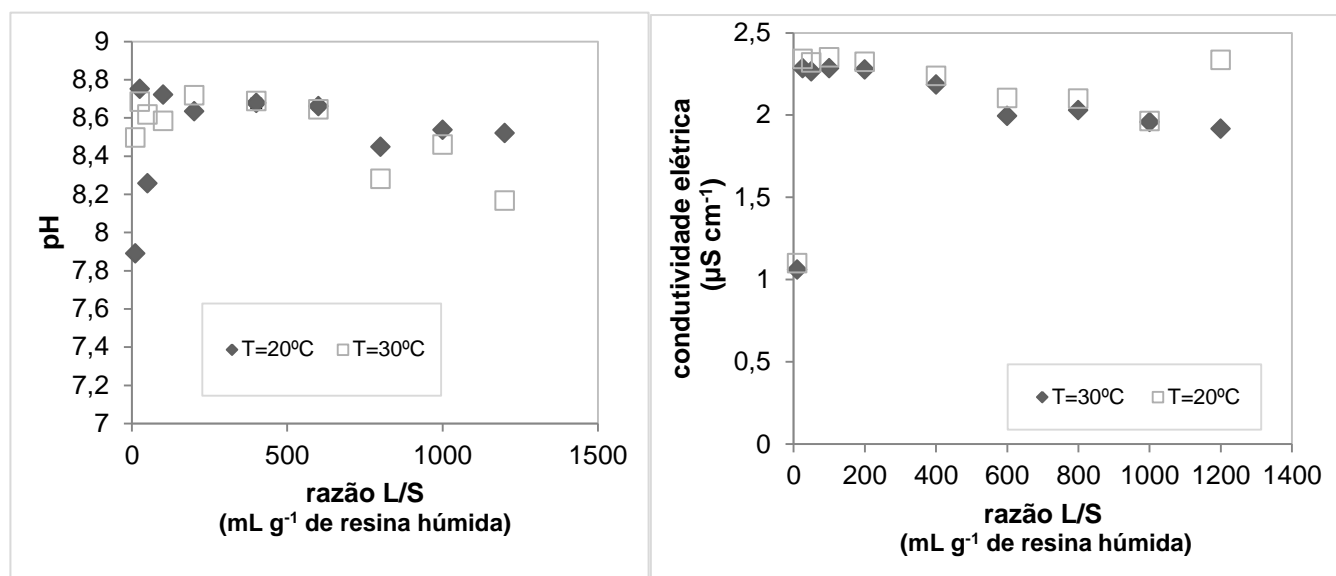 9
8,8
8,6
8,4
8,2
8
7,8
7,6
7,4
7,2
7
pH
0
500
1000
1500
razão L/S
(mL g-1 de resina húmida)
T=20ºC
T=30ºC
2,5
2
1,5
1
0,5
0
condutividade elétrica
(µS cm-1)
0
200
400
600
800
1000
1200
1400
razão L/S
(mL g-1 de resina húmida)
T=30ºC
T=20ºC